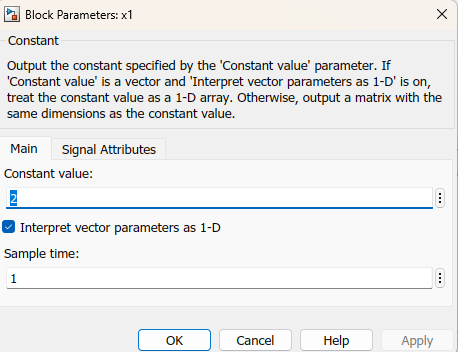 Block Parameters: x1
Constant
Output the constant specified by the 'Constant value' parameter. If
'Constant value' is a vector and 'Interpret vector parameters as 1-D' is on,
treat the constant value as a 1-D array. Otherwise, output a matrix with the
same dimensions as the constant value.
Main Signal Attributes
Constant value:
2
Interpret vector parameters as 1-D
Sample time:
1
OK Cancel Help Apply